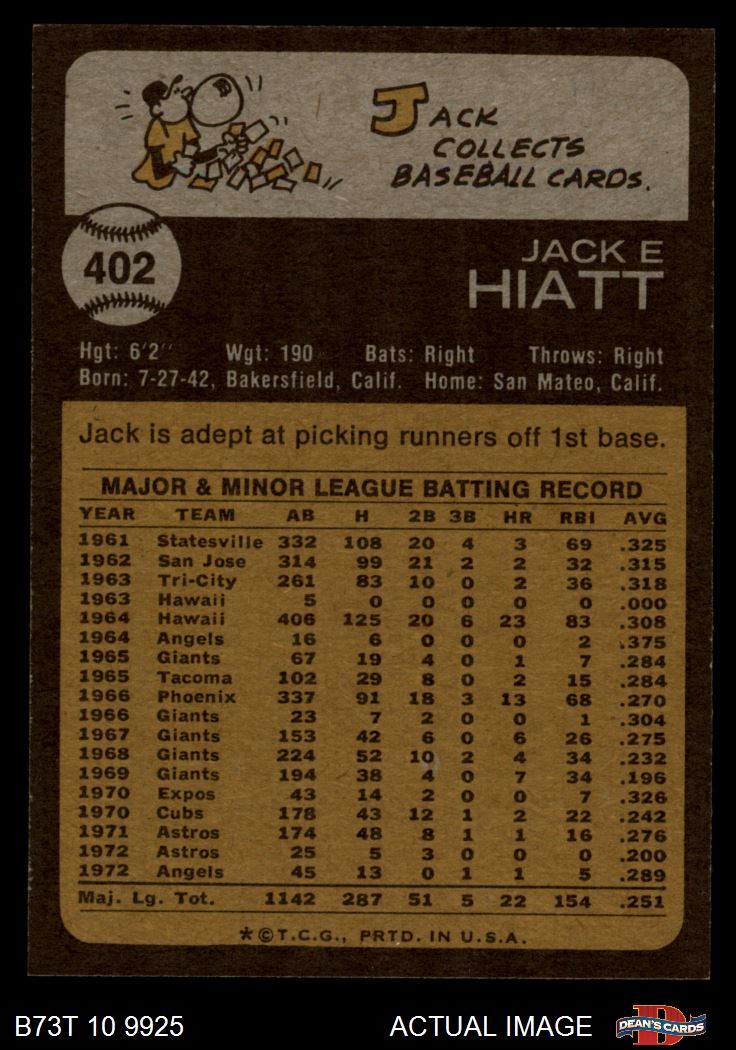 JACK
COLLECTS
BASEBALL CARDS.
402
JACK E
HIATT
Hgt: 6'2" Wgt: 190 Bats: Right Throws: Right
Born: 7-27-42, Bakersfield, Calif. Home: San Mateo, Calif.
Jack is adept at picking runners off 1st base.
MAJOR & MINOR LEAGUE BATTING RECORD
YEAR TEAM AB H 2B 3B HR RBI AVG
1961 Statesville 332 108 20 4 3 69 .325
1962 San Jose 314 99 21 2 2 32 .315
1963 Tri-City 261 83 10 0 2 36 .318
1963 Hawaii 5 0 0 0 0 0 .000
1964 Hawaii 406 125 20 6 23 83 .308
1964 Angels 16 6 0 0 0 2 .375
1965 Giants 67 19 4 0 1 7 .284
1965 Tacoma 102 29 8 0 2 15 .284
1966 Phoenix 337 91 18 3 13 68 .270
1966 Giants 23 7 2 0 0 1 .304
1967 Giants 153 42 6 0 6 26 .275
1968 Giants 224 52 10 2 4 34 .232
1969 Giants 194 38 4 0 7 34 .196
1970 Expos 43 14 2 0 0 7 .326
1970 Cubs 178 43 12 1 2 22 .242
1971 Astros 174 48 8 1 1 16 .276
1972 Astros 25 5 3 0 0 0 .200
1972 Angels 45 13 0 1 1 5 .289
Maj. Lg. Tot. 1142 287 51 5 22 154 .251
*©T.C.G., PRTD. IN U.S.A.
B73T 10 9925 ACTUAL IMAGE D DEAN'S CARDS